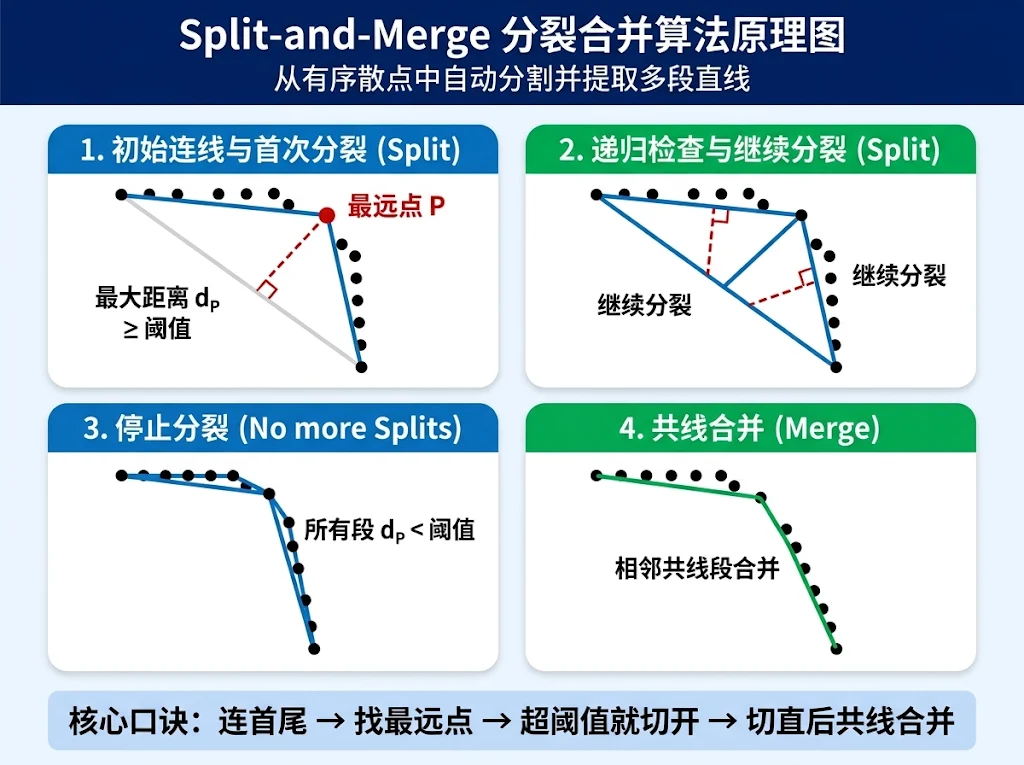 Split-and-Merge 分裂合并算法原理图
从有序散点中自动分割并提取多段直线
1. 初始连线与首次分裂 (Split)
最远点 P
最大距离 dₚ
≥ 阈值
2. 递归检查与继续分裂 (Split)
继续分裂
继续分裂
3. 停止分裂 (No more Splits)
所有段 dₚ < 阈值
4. 共线合并 (Merge)
相邻共线段合并
核心口诀：连首尾 → 找最远点 → 超阈值就切开 → 切直后共线合并